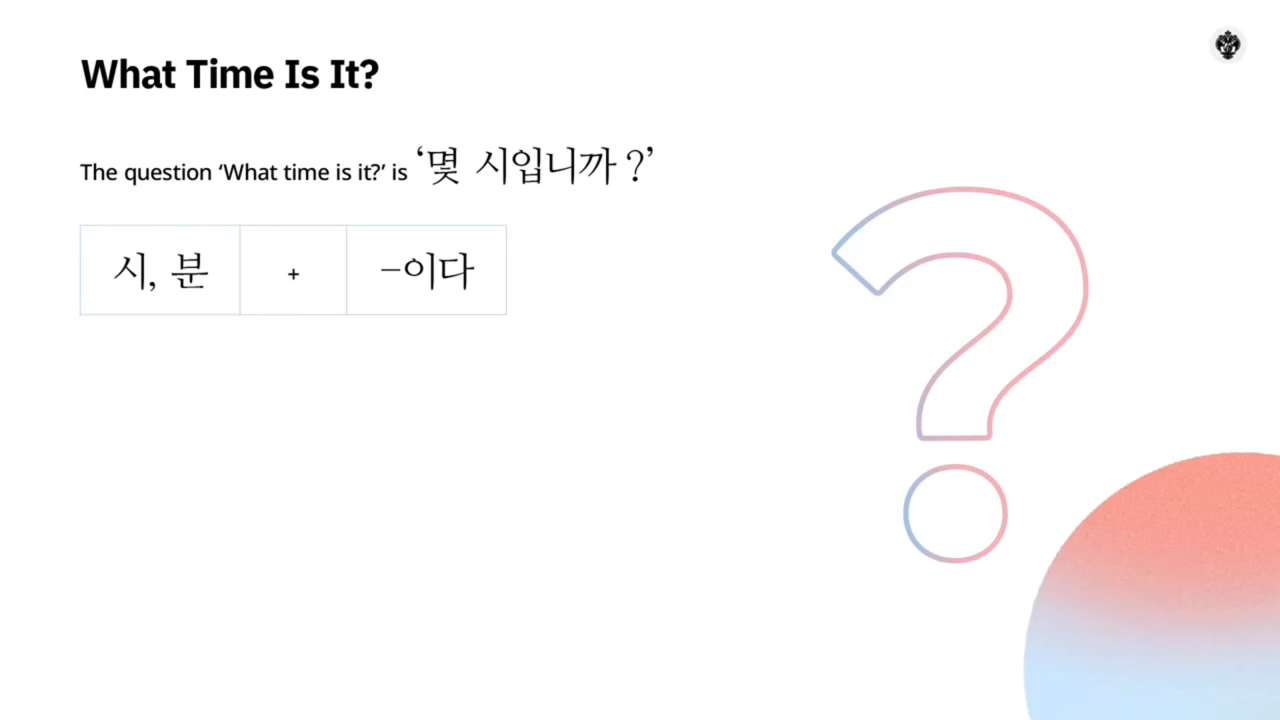 What Time Is It?
The question ‘What time is it?’ is ‘몇 시입니까?’
시, 분 + –이다